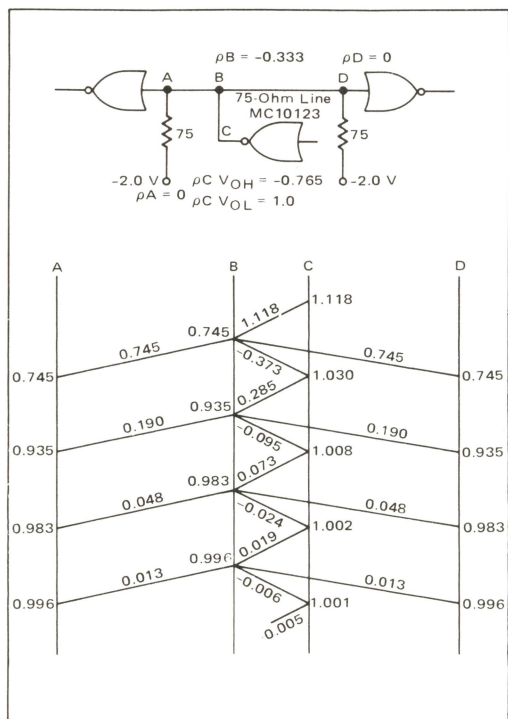 ρB = -0.333 ρD = 0
A B D
75-Ohm Line
MC10123
C
75 75
-2.0 V ρC VOH = -0.765 -2.0 V
ρA = 0 ρC VOL = 1.0
A B C D
1.118 1.118
0.745 0.745 0.745
0.745 -0.373 1.030 0.745
0.285
0.190 0.935 0.190
0.935 -0.095 1.008 0.935
0.073
0.048 0.983 0.048
0.983 -0.024 1.002 0.983
0.019
0.013 0.996 0.013
0.996 -0.006 1.001 0.996
0.005